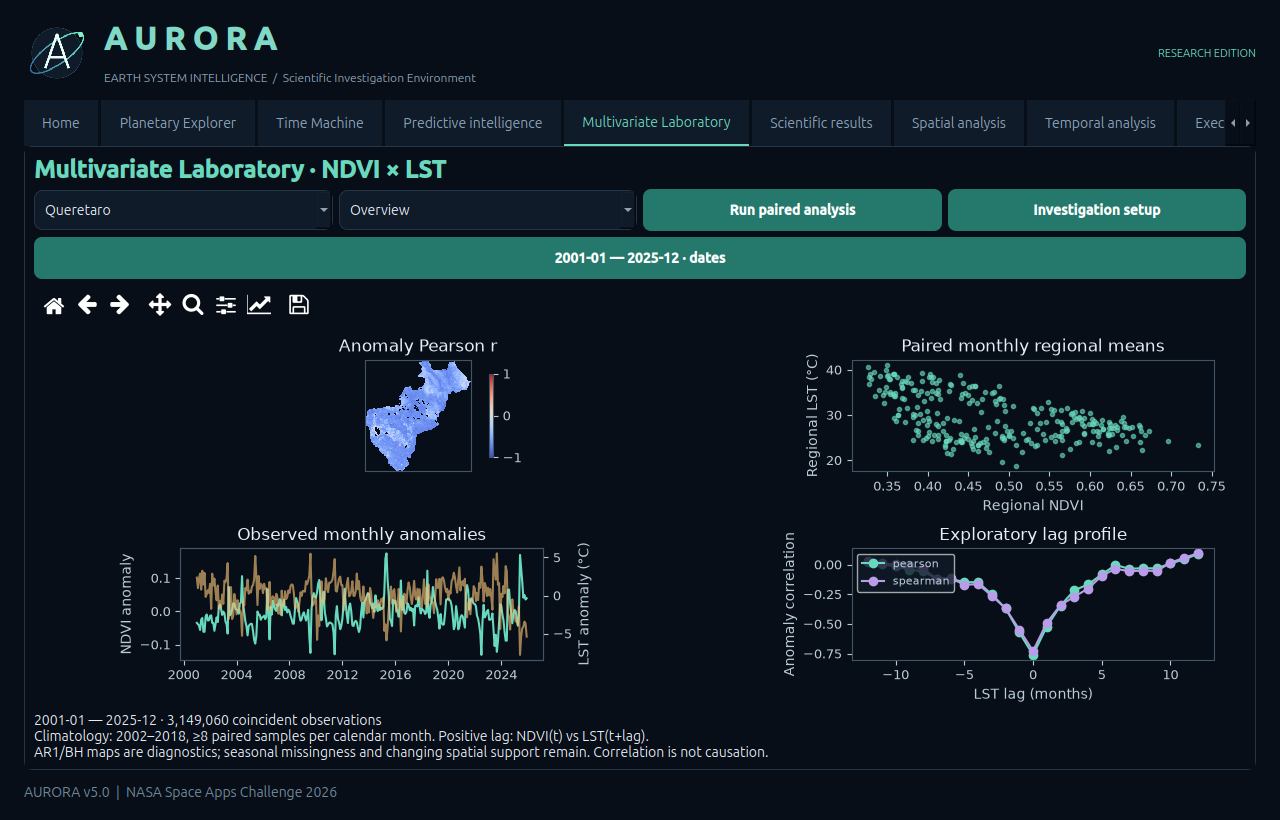 A
AURORA
EARTH SYSTEM INTELLIGENCE / Scientific Investigation Environment
RESEARCH EDITION
Home Planetary Explorer Time Machine Predictive intelligence Multivariate Laboratory Scientific results Spatial analysis Temporal analysis Exec
Multivariate Laboratory · NDVI × LST
Queretaro Overview Run paired analysis Investigation setup
2001-01 — 2025-12 · dates
Anomaly Pearson r
1
0
−1
Paired monthly regional means
Regional LST (°C)
40
30
20
0.35 0.40 0.45 0.50 0.55 0.60 0.65 0.70 0.75
Regional NDVI
Observed monthly anomalies
NDVI anomaly
0.1
0.0
−0.1
5
0
−5
LST anomaly (°C)
2000 2004 2008 2012 2016 2020 2024
Exploratory lag profile
Anomaly correlation
0.00
−0.25
−0.50
−0.75
pearson
spearman
−10 −5 0 5 10
LST lag (months)
2001-01 — 2025-12 · 3,149,060 coincident observations
Climatology: 2002–2018, ≥8 paired samples per calendar month. Positive lag: NDVI(t) vs LST(t+lag).
AR1/BH maps are diagnostics; seasonal missingness and changing spatial support remain. Correlation is not causation.
AURORA v5.0 | NASA Space Apps Challenge 2026